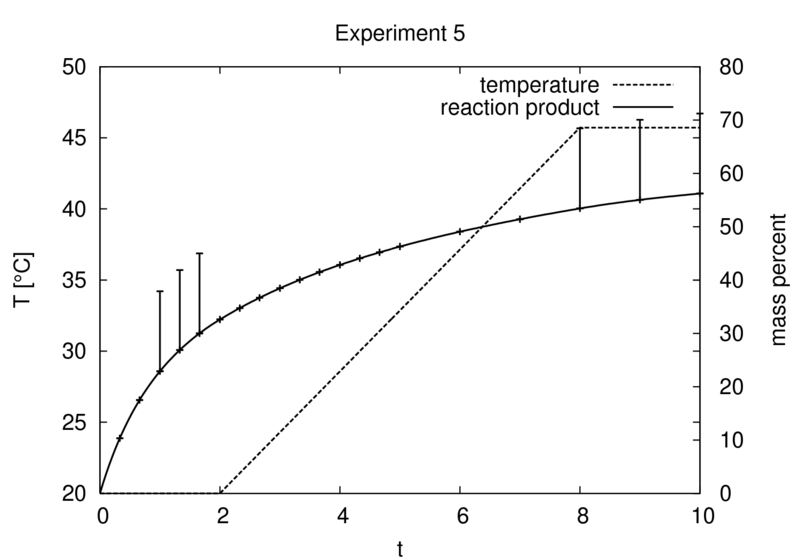 Experiment 5
temperature
reaction product
50
45
40
35
30
25
20
T [°C]
80
70
60
50
40
30
20
10
0
mass percent
0 2 4 6 8 10
t